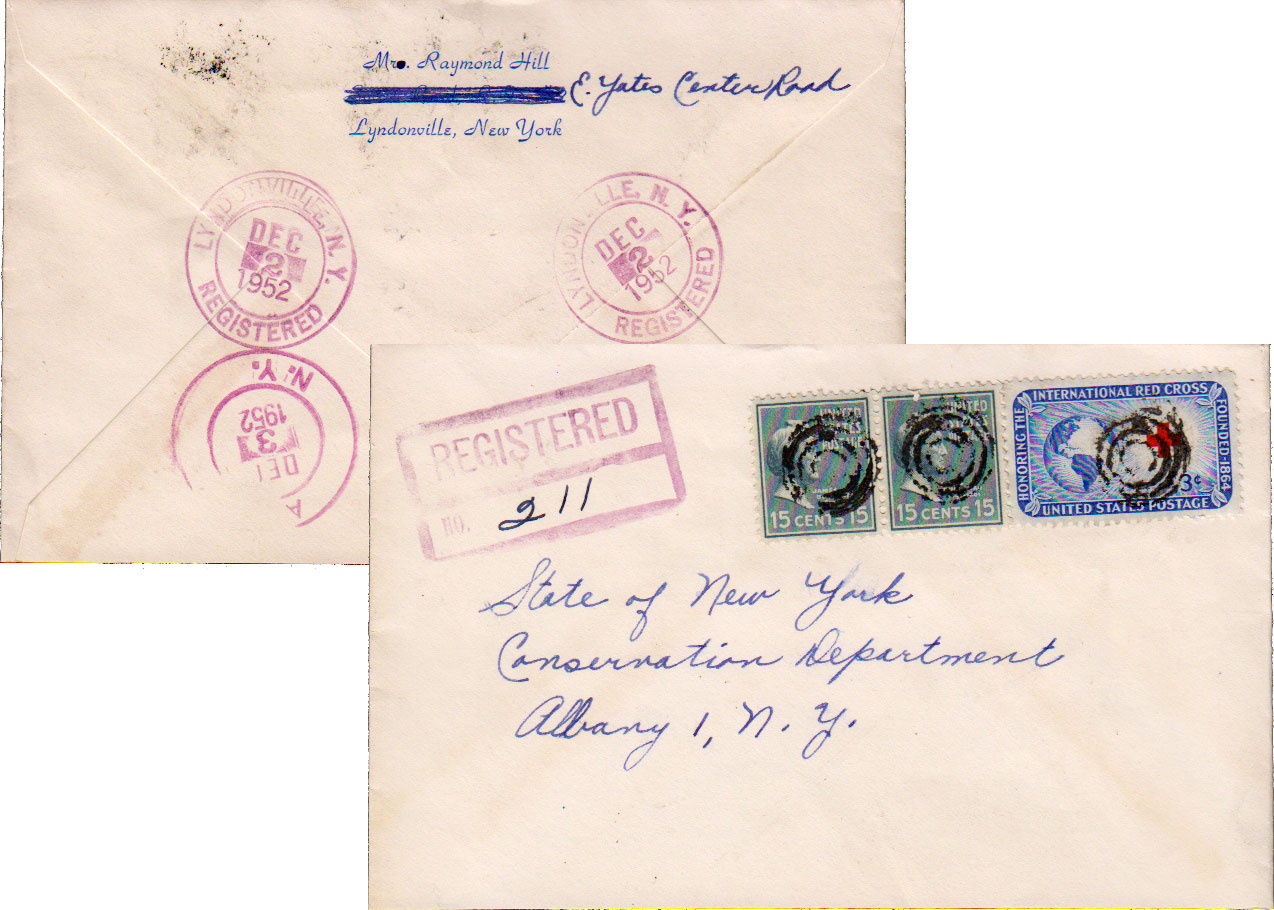 Mrs. Raymond Hill
E. Yates Center Road
Lyndonville, New York
LYNDONVILLE, N.Y.
DEC
2
1952
REGISTERED
LYNDONVILLE, N.Y.
DEC
2
1952
REGISTERED
N.Y.
1952
3
DEC
REGISTERED
NO. 211
UNITED
15 CENTS 15
UNITED
15 CENTS 15
HONORING THE INTERNATIONAL RED CROSS FOUNDED-1864
3¢
UNITED STATES POSTAGE
State of New York
Conservation Department
Albany 1, N.Y.